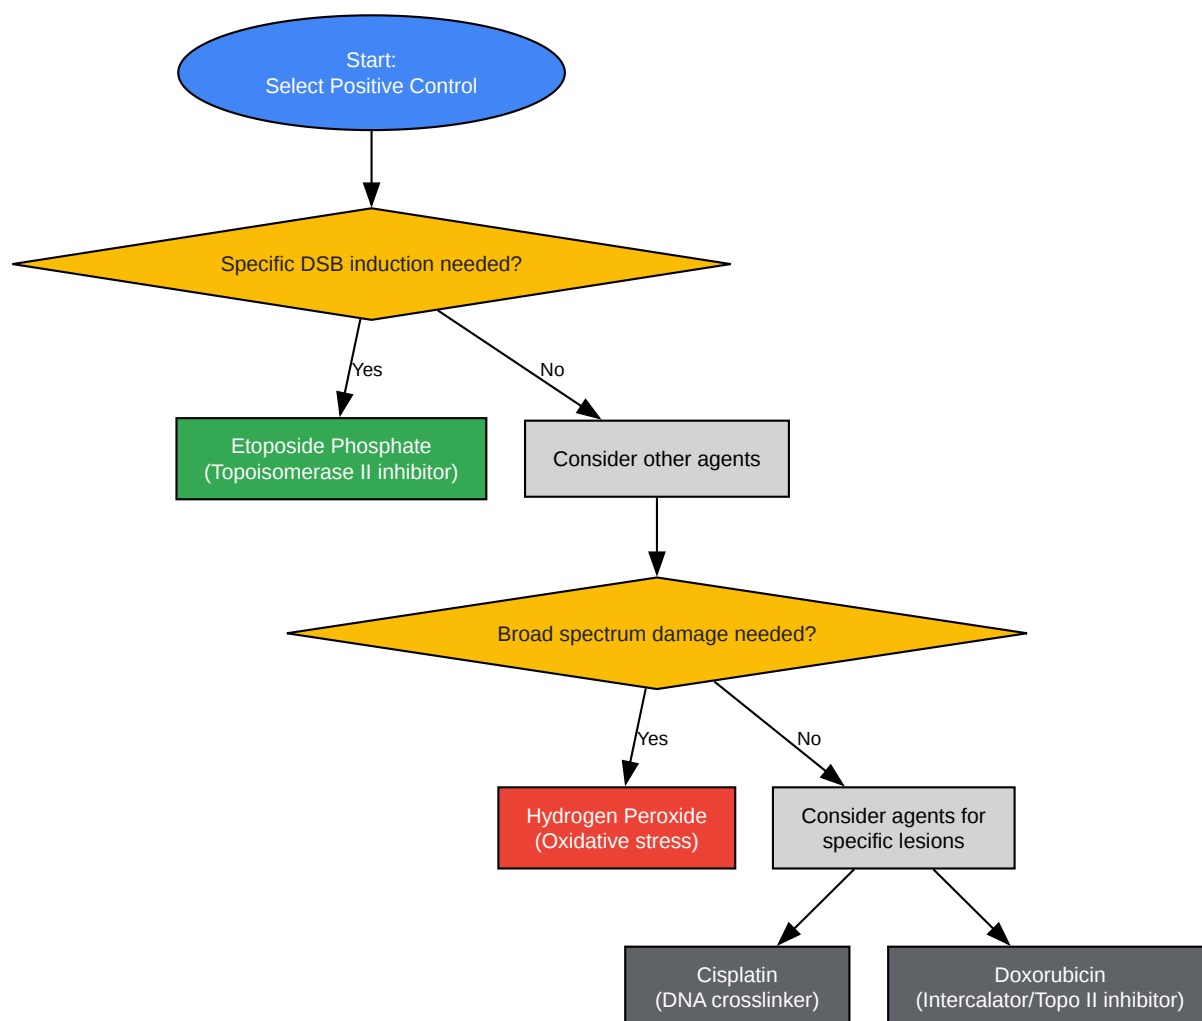 Start:
Select Positive Control
Specific DSB induction needed?
Yes
No
Etoposide Phosphate
(Topoisomerase II inhibitor)
Consider other agents
Broad spectrum damage needed?
Yes
No
Hydrogen Peroxide
(Oxidative stress)
Consider agents for
specific lesions
Cisplatin
(DNA crosslinker)
Doxorubicin
(Intercalator/Topo II inhibitor)